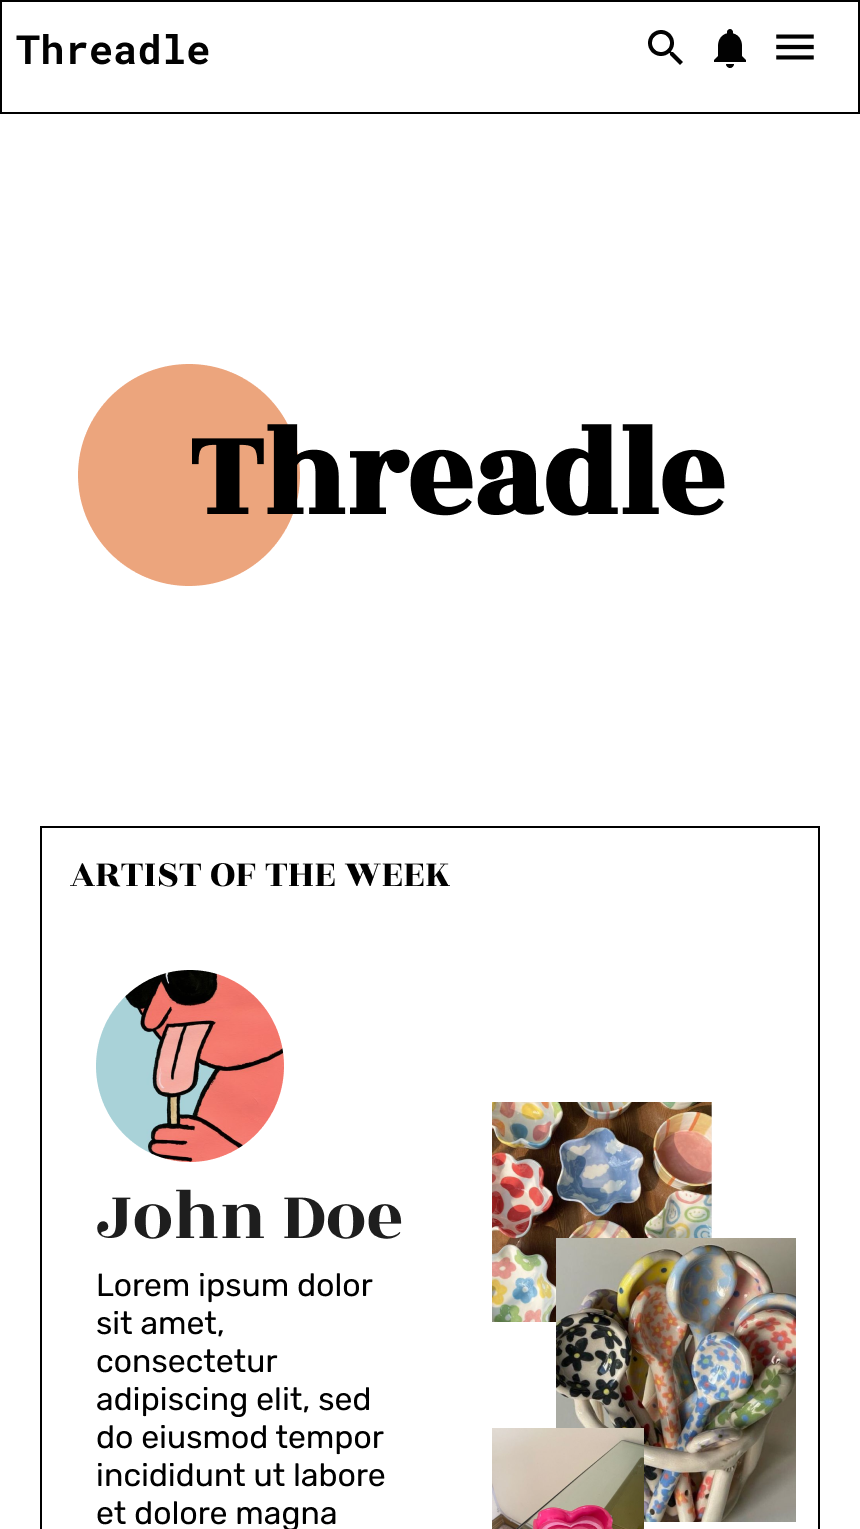 Threadle
Threadle
ARTIST OF THE WEEK
John Doe
Lorem ipsum dolor
sit amet,
consectetur
adipiscing elit, sed
do eiusmod tempor
incididunt ut labore
et dolore magna